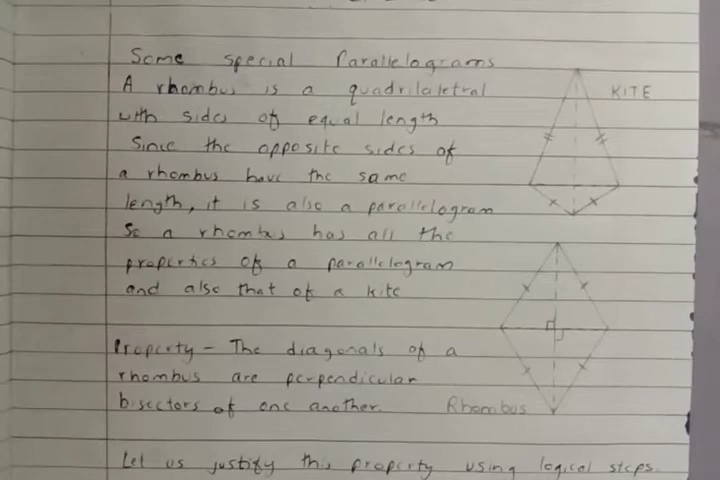 Some special Parallelograms
A rhombus is a quadrilaletral
KITE
with sides of equal length
Since the opposite sides of
a rhombus have the same
length, it is also a parallelogram
So a rhombus has all the
properties of a parallelogram
and also that of a kite
Property - The diagonals of a
rhombus are perpendicular
bisectors of one another.
Rhombus
Let us justify this property using logical steps.